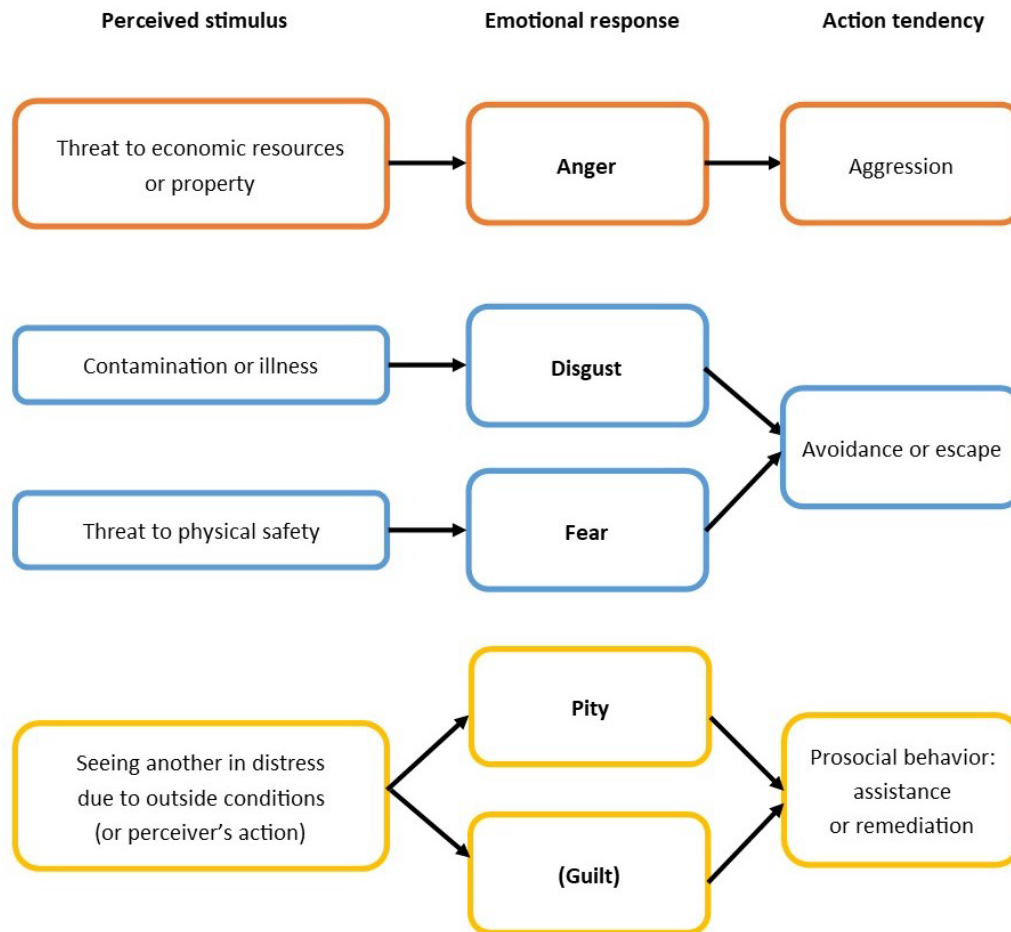 Perceived stimulus
Emotional response
Action tendency
Threat to economic resources
or property
Anger
Aggression
Contamination or illness
Disgust
Avoidance or escape
Threat to physical safety
Fear
Seeing another in distress
due to outside conditions
(or perceiver’s action)
Pity
(Guilt)
Prosocial behavior:
assistance
or remediation